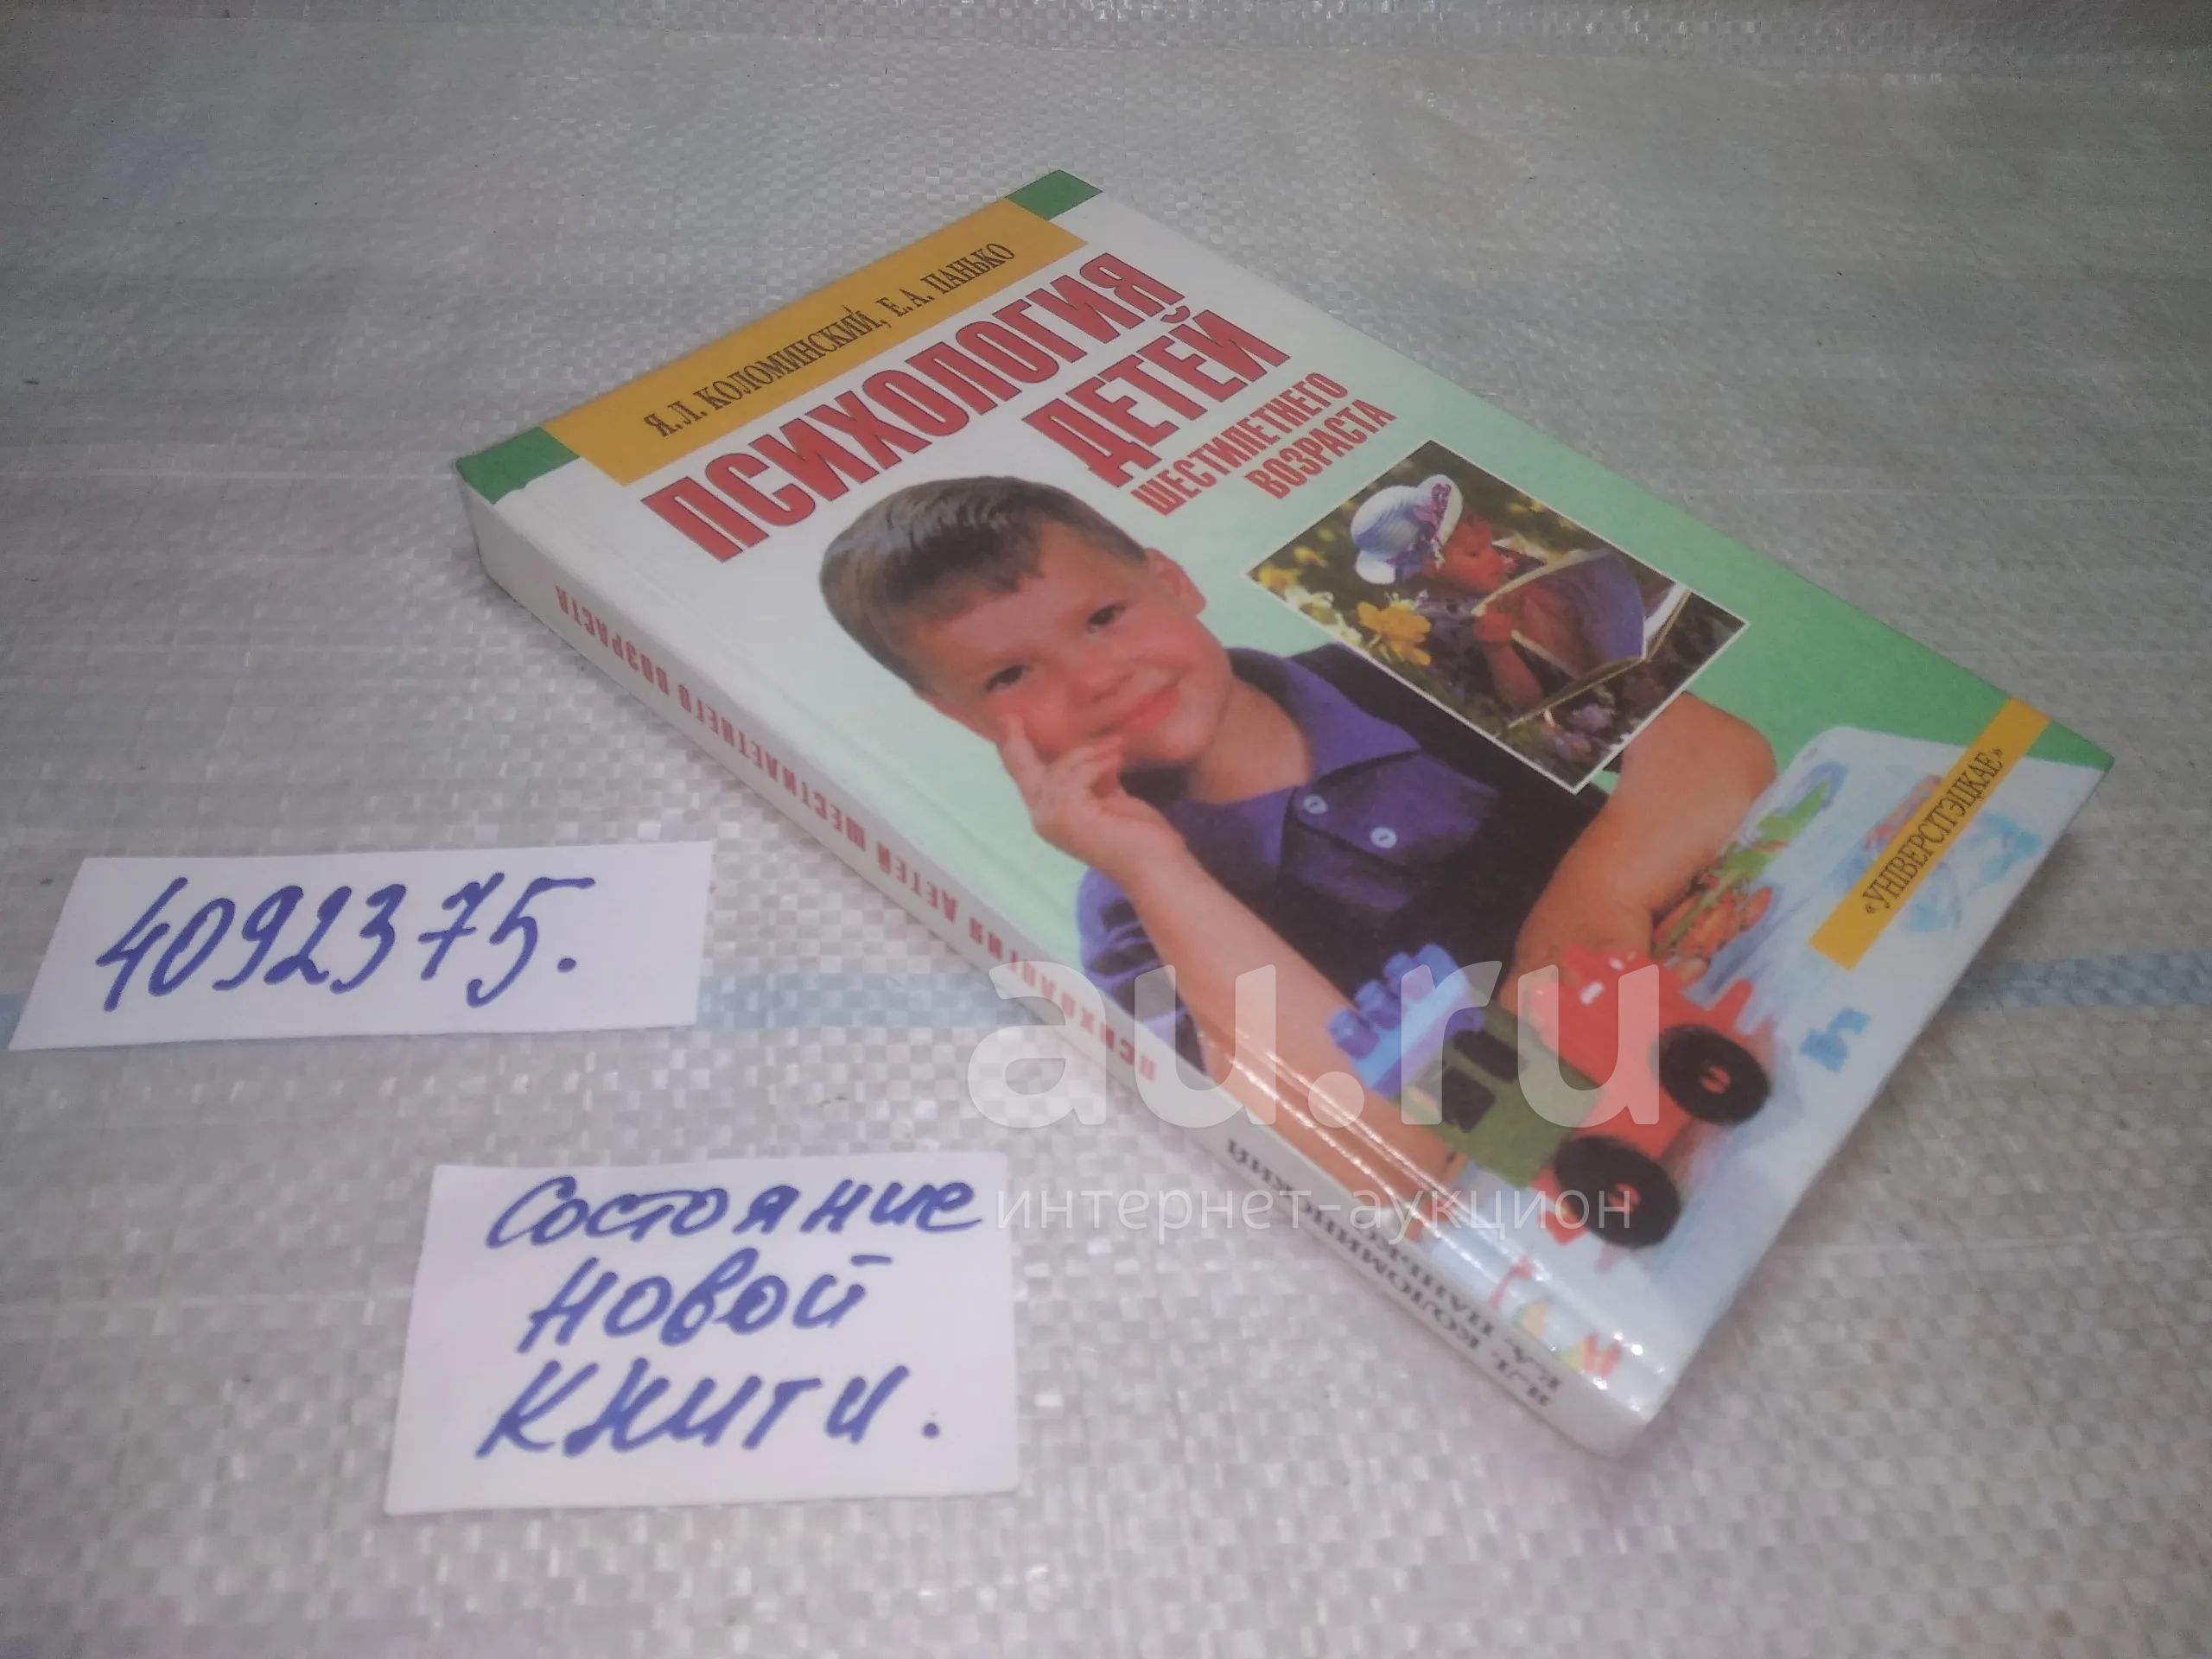 Я.Л. КОЛОМИНСКИЙ, Е.А. ПАНЬКО
ПСИХОЛОГИЯ
ДЕТЕЙ
ШЕСТИЛЕТНЕГО
ВОЗРАСТА
«УНІВЕРСІТЭЦКАЕ»
ПСИХОЛОГИЯ ДЕТЕЙ ШЕСТИЛЕТНЕГО ВОЗРАСТА
Я.Л. КОЛОМИНСКИЙ
Е.А. ПАНЬКО
4092375.
Состояние
новой
книги.
au.ru
интернет-аукцион